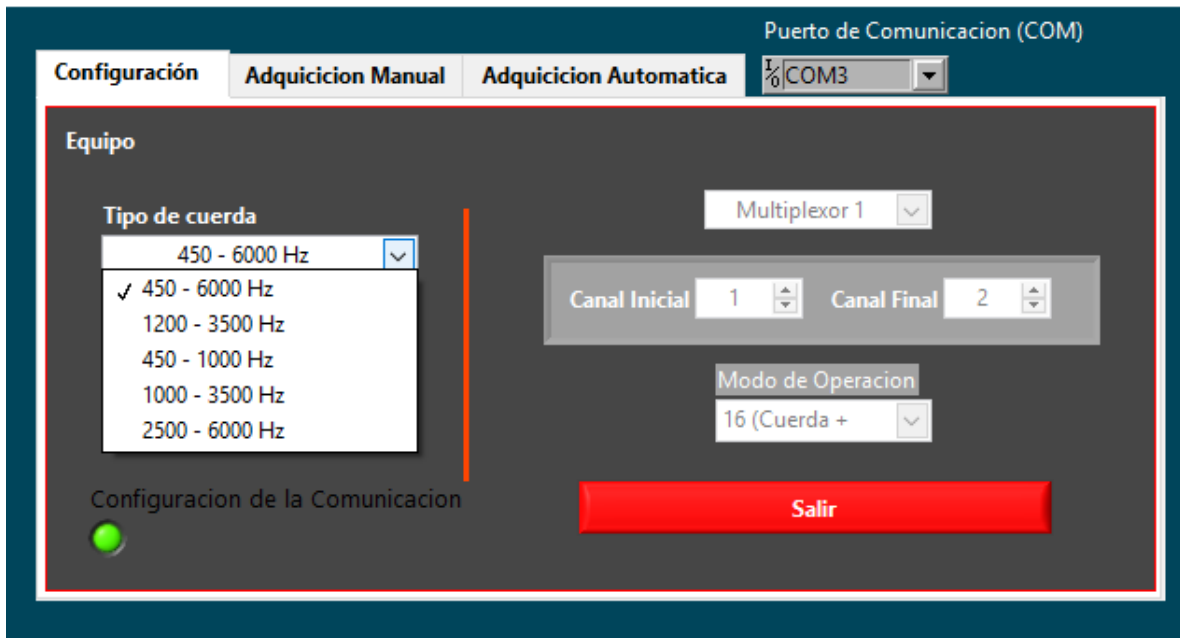 Puerto de Comunicacion (COM)
Configuración
Adquicicion Manual
Adquicicion Automatica
I/O COM3
Equipo
Tipo de cuerda
450 - 6000 Hz
✓ 450 - 6000 Hz
1200 - 3500 Hz
450 - 1000 Hz
1000 - 3500 Hz
2500 - 6000 Hz
Configuracion de la Comunicacion
Multiplexor 1
Canal Inicial 1 Canal Final 2
Modo de Operacion
16 (Cuerda +
Salir